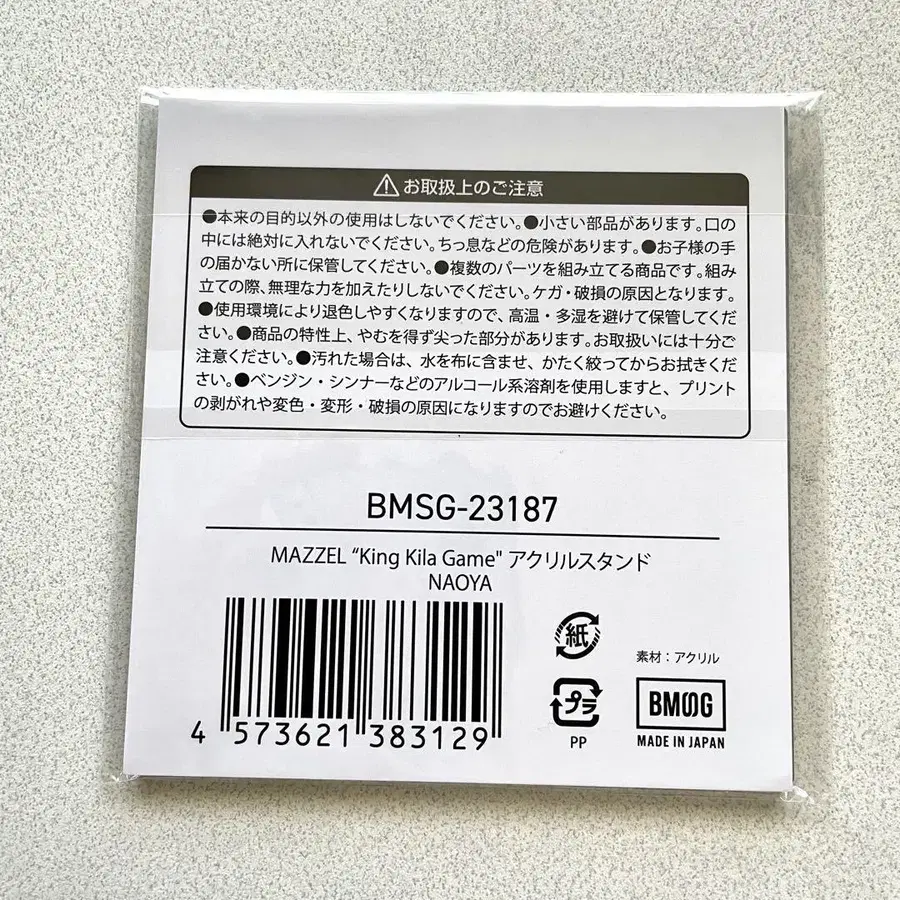 ⚠お取扱上のご注意
●本来の目的以外の使用はしないでください。●小さい部品があります。口の
中には絶対に入れないでください。ちっ息などの危険があります。●お子様の手
の届かない所に保管してください。●複数のパーツを組み立てる商品です。組み
立ての際、無理な力を加えたりしないでください。ケガ・破損の原因となります。
●使用環境により退色しやすくなりますので、高温・多湿を避けて保管してくだ
さい。●商品の特性上、やむを得ず尖った部分があります。お取扱いには十分ご
注意ください。●汚れた場合は、水を布に含ませ、かたく絞ってからお拭きくだ
さい。●ベンジン・シンナーなどのアルコール系溶剤を使用しますと、プリント
の剥がれや変色・変形・破損の原因になりますのでお避けください。
BMSG-23187
MAZZEL “King Kila Game" アクリルスタンド
NAOYA
4 573621 383129
紙
プラ
PP
素材：アクリル
BMSG
MADE IN JAPAN